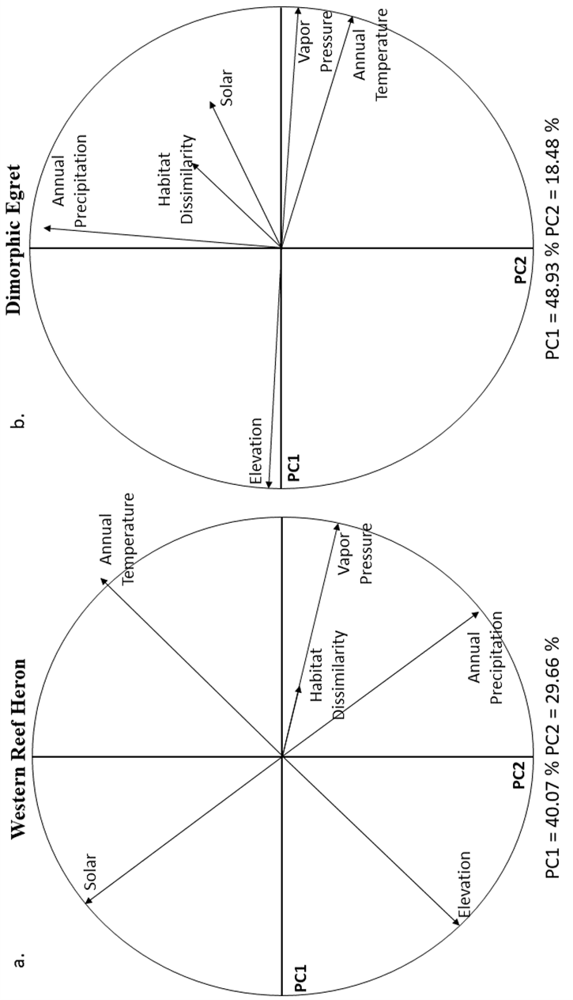 a.
Western Reef Heron
Solar
Annual
Temperature
PC1
Habitat
Dissimilarity
Vapor
Pressure
Annual
Precipitation
Elevation
PC2
PC1 = 40.07 % PC2 = 29.66 %
b.
Dimorphic Egret
Annual
Precipitation
Habitat
Dissimilarity
Solar
Elevation
PC1
Vapor
Pressure
Annual
Temperature
PC2
PC1 = 48.93 % PC2 = 18.48 %